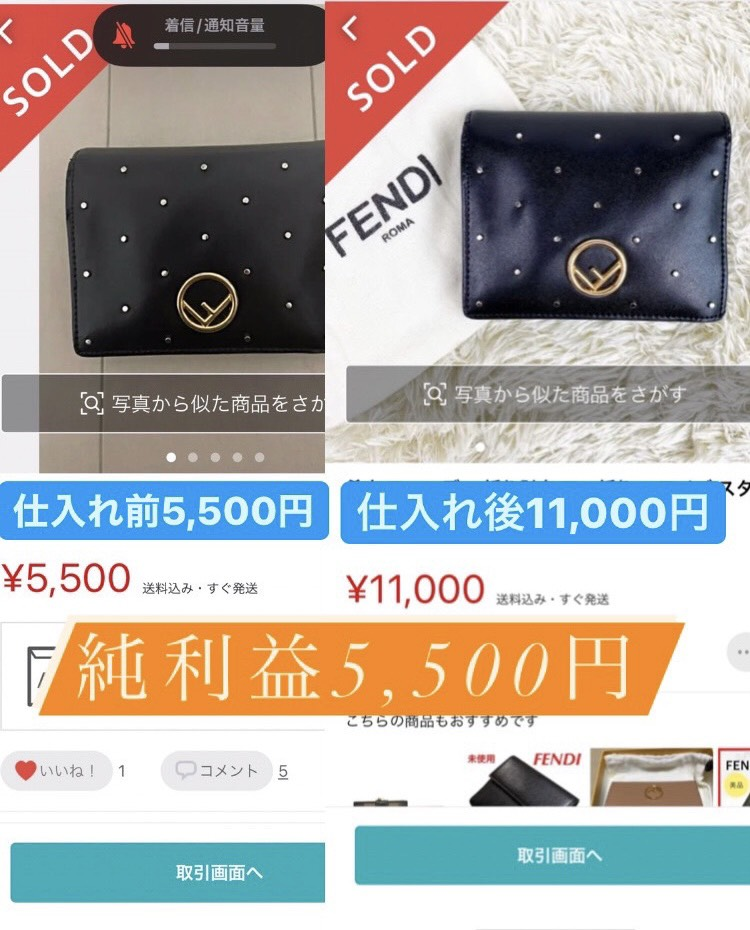 SOLD
着信/通知音量
写真から似た商品をさが
仕入れ前5,500円
¥5,500 送料込み・すぐ発送
いいね！ 1
コメント 5
取引画面へ
SOLD
FENDI
ROMA
写真から似た商品をさがす
仕入れ後11,000円
¥11,000 送料込み・すぐ発送
純利益5,500円
こちらの商品もおすすめです
未使用 FENDI
FEN
美品
取引画面へ